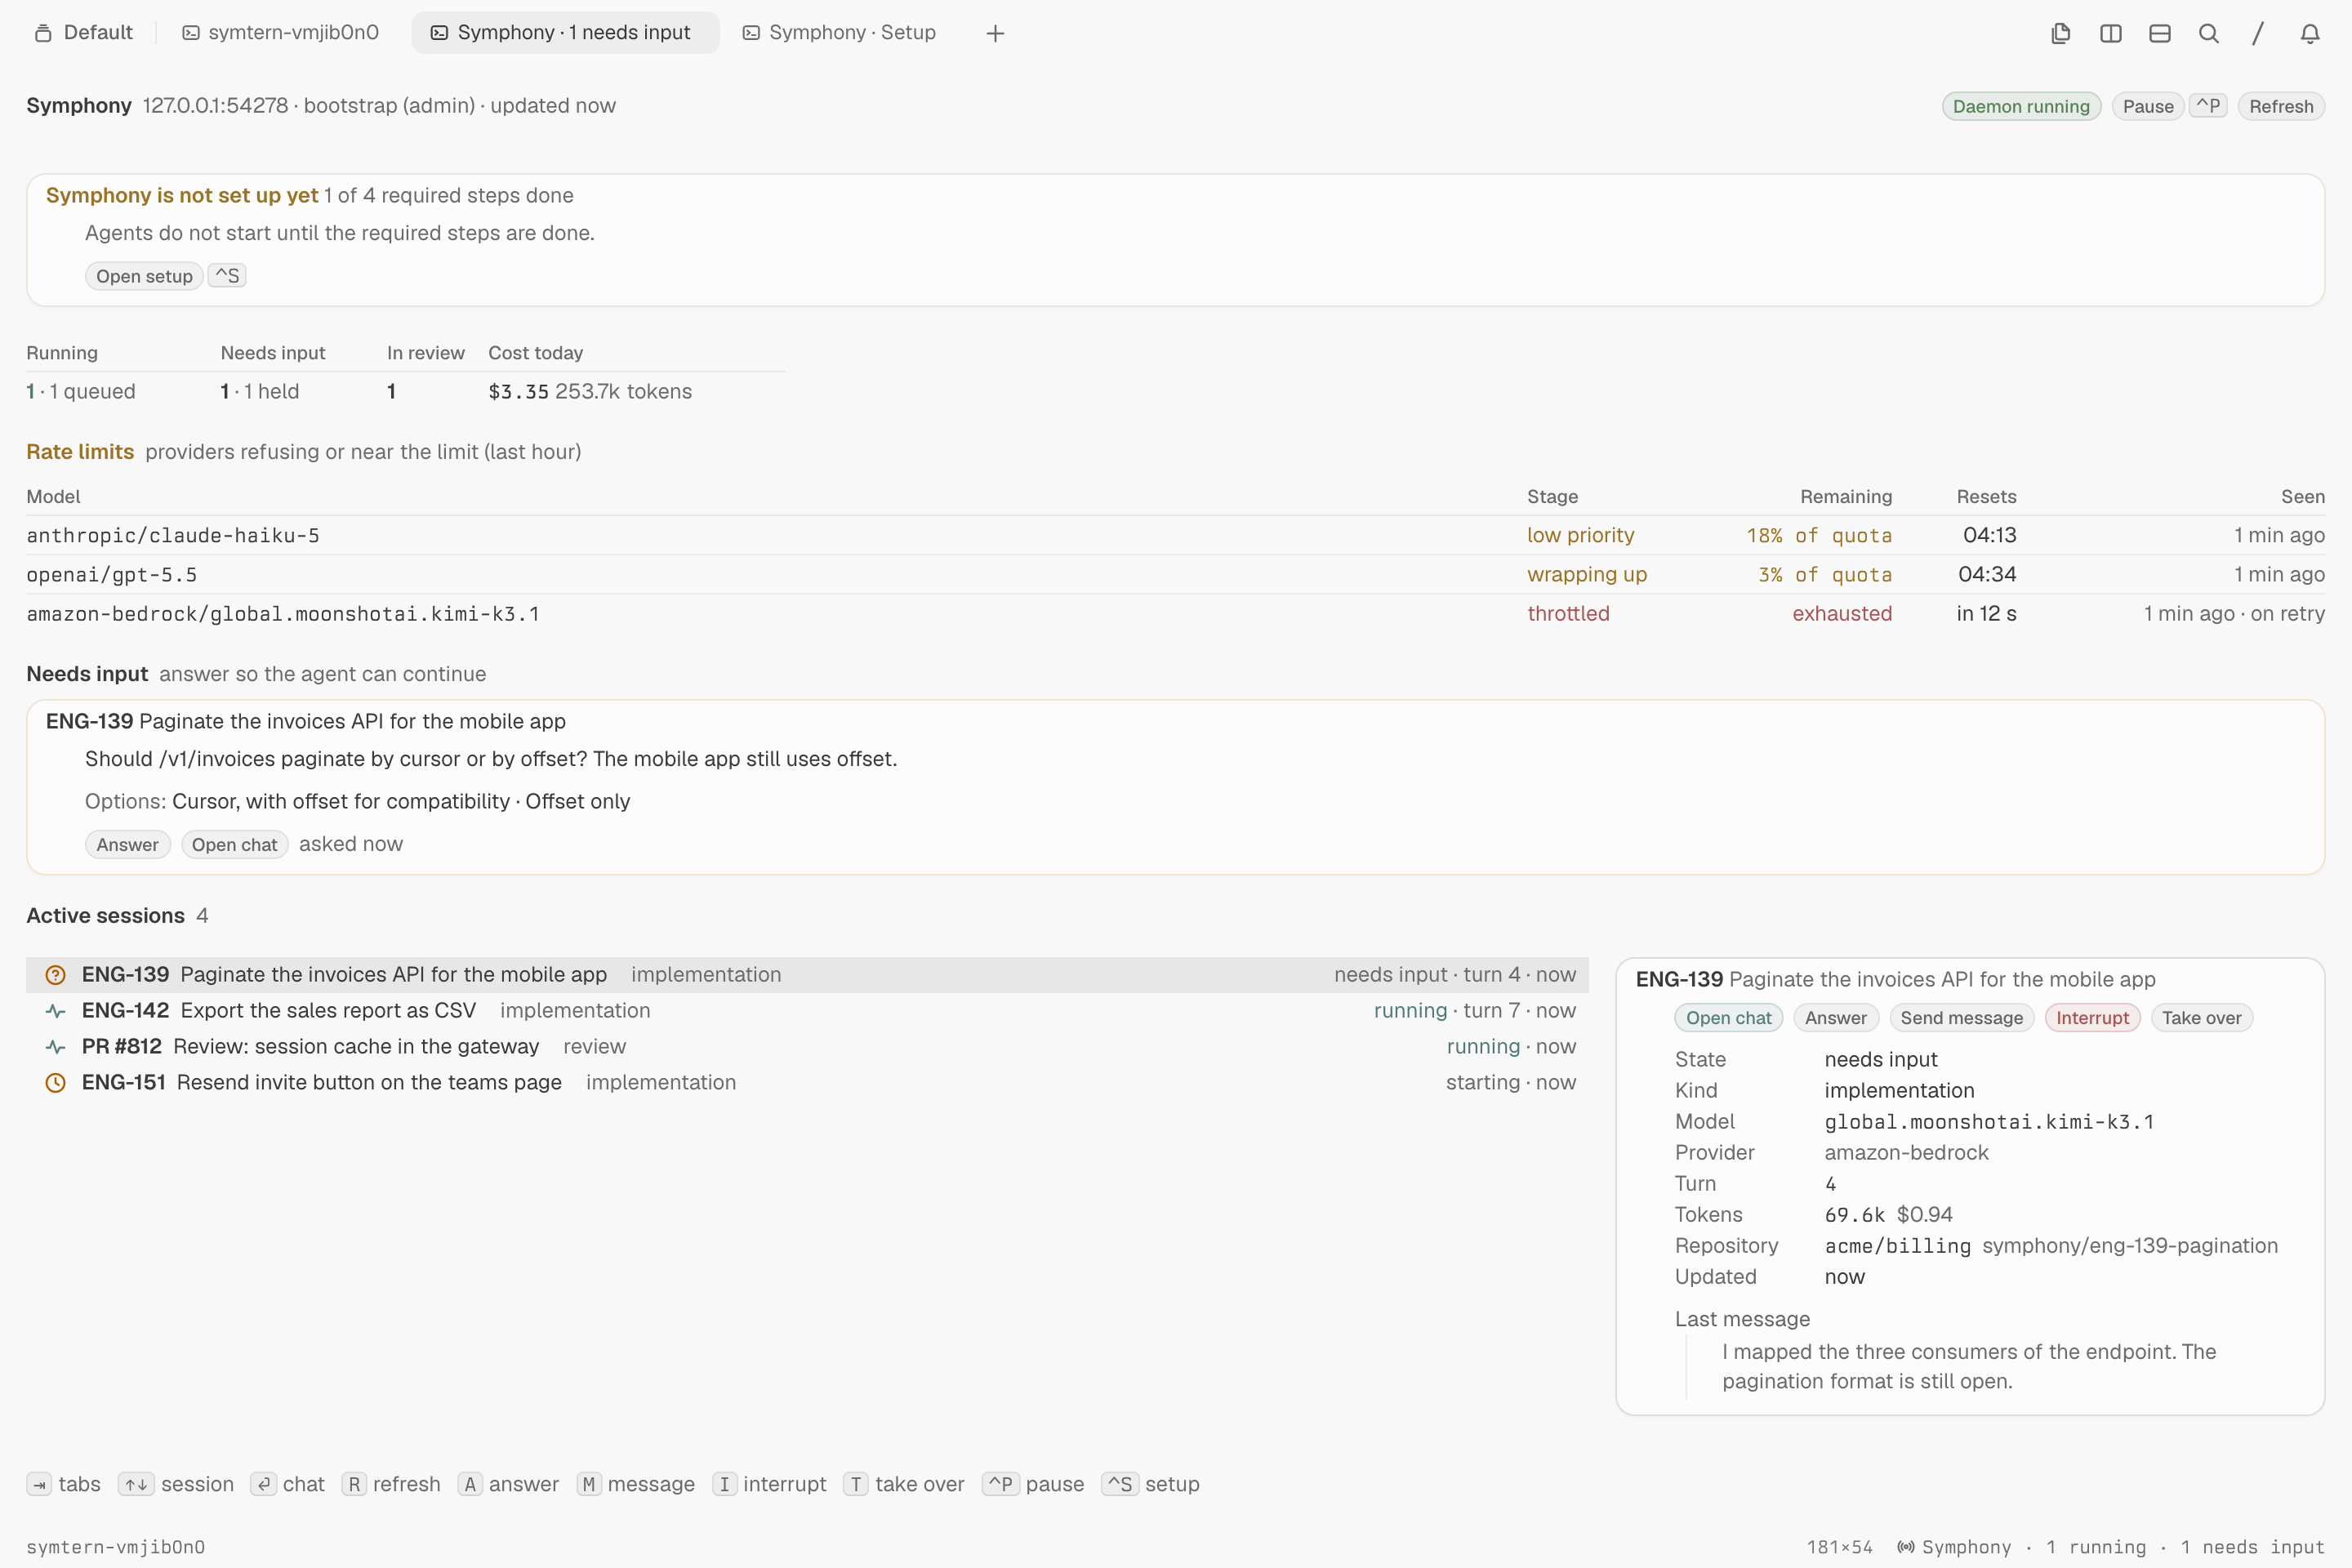 Default symtern-vmjib0n0 Symphony · 1 needs input Symphony · Setup
Symphony 127.0.0.1:54278 · bootstrap (admin) · updated now Daemon running Pause ^P Refresh
Symphony is not set up yet 1 of 4 required steps done
Agents do not start until the required steps are done.
Open setup ^S
Running Needs input In review Cost today
1 · 1 queued 1 · 1 held 1 $3.35 253.7k tokens
Rate limits providers refusing or near the limit (last hour)
Model Stage Remaining Resets Seen
anthropic/claude-haiku-5 low priority 18% of quota 04:13 1 min ago
openai/gpt-5.5 wrapping up 3% of quota 04:34 1 min ago
amazon-bedrock/global.moonshotai.kimi-k3.1 throttled exhausted in 12 s 1 min ago · on retry
Needs input answer so the agent can continue
ENG-139 Paginate the invoices API for the mobile app
Should /v1/invoices paginate by cursor or by offset? The mobile app still uses offset.
Options: Cursor, with offset for compatibility · Offset only
Answer Open chat asked now
Active sessions 4
ENG-139 Paginate the invoices API for the mobile app implementation needs input · turn 4 · now
ENG-142 Export the sales report as CSV implementation running · turn 7 · now
PR #812 Review: session cache in the gateway review running · now
ENG-151 Resend invite button on the teams page implementation starting · now
ENG-139 Paginate the invoices API for the mobile app
Open chat Answer Send message Interrupt Take over
State needs input
Kind implementation
Model global.moonshotai.kimi-k3.1
Provider amazon-bedrock
Turn 4
Tokens 69.6k $0.94
Repository acme/billing symphony/eng-139-pagination
Updated now
Last message
I mapped the three consumers of the endpoint. The
pagination format is still open.
⇥ tabs ↑↓ session ⏎ chat R refresh A answer M message I interrupt T take over ^P pause ^S setup
symtern-vmjib0n0 181×54 Symphony · 1 running · 1 needs input